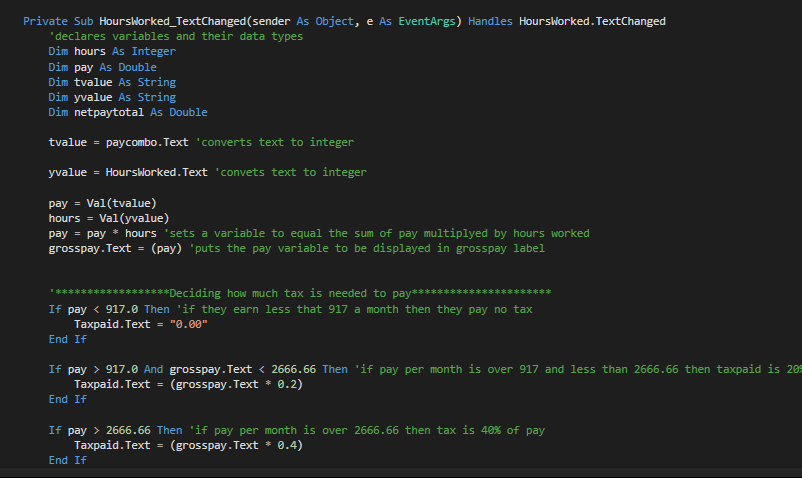 Private Sub HoursWorked_TextChanged(sender As Object, e As EventArgs) Handles HoursWorked.TextChanged
'declares variables and their data types
Dim hours As Integer
Dim pay As Double
Dim tvalue As String
Dim yvalue As String
Dim netpaytotal As Double
tvalue = paycombo.Text 'converts text to integer
yvalue = HoursWorked.Text 'convets text to integer
pay = Val(tvalue)
hours = Val(yvalue)
pay = pay * hours 'sets a variable to equal the sum of pay multiplyed by hours worked
grosspay.Text = (pay) 'puts the pay variable to be displayed in grosspay label
'******************Deciding how much tax is needed to pay**********************
If pay < 917.0 Then 'if they earn less that 917 a month then they pay no tax
Taxpaid.Text = "0.00"
End If
If pay > 917.0 And grosspay.Text < 2666.66 Then 'if pay per month is over 917 and less than 2666.66 then taxpaid is 20%
Taxpaid.Text = (grosspay.Text * 0.2)
End If
If pay > 2666.66 Then 'if pay per month is over 2666.66 then tax is 40% of pay
Taxpaid.Text = (grosspay.Text * 0.4)
End If